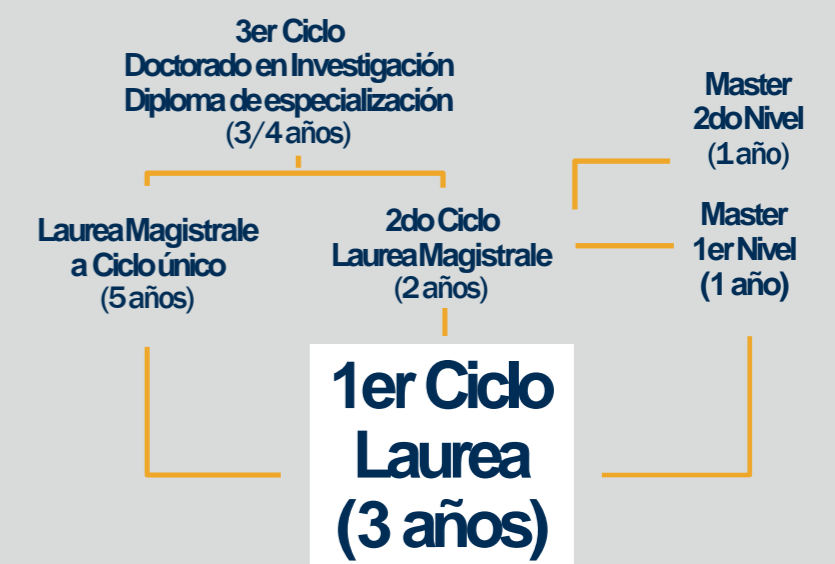 3er Ciclo
Doctorado en Investigación
Diploma de especialización
(3/4 años)
Master
2do Nivel
(1 año)
Laurea Magistrale
a Ciclo único
(5 años)
2do Ciclo
Laurea Magistrale
(2 años)
Master
1er Nivel
(1 año)
1er Ciclo
Laurea
(3 años)